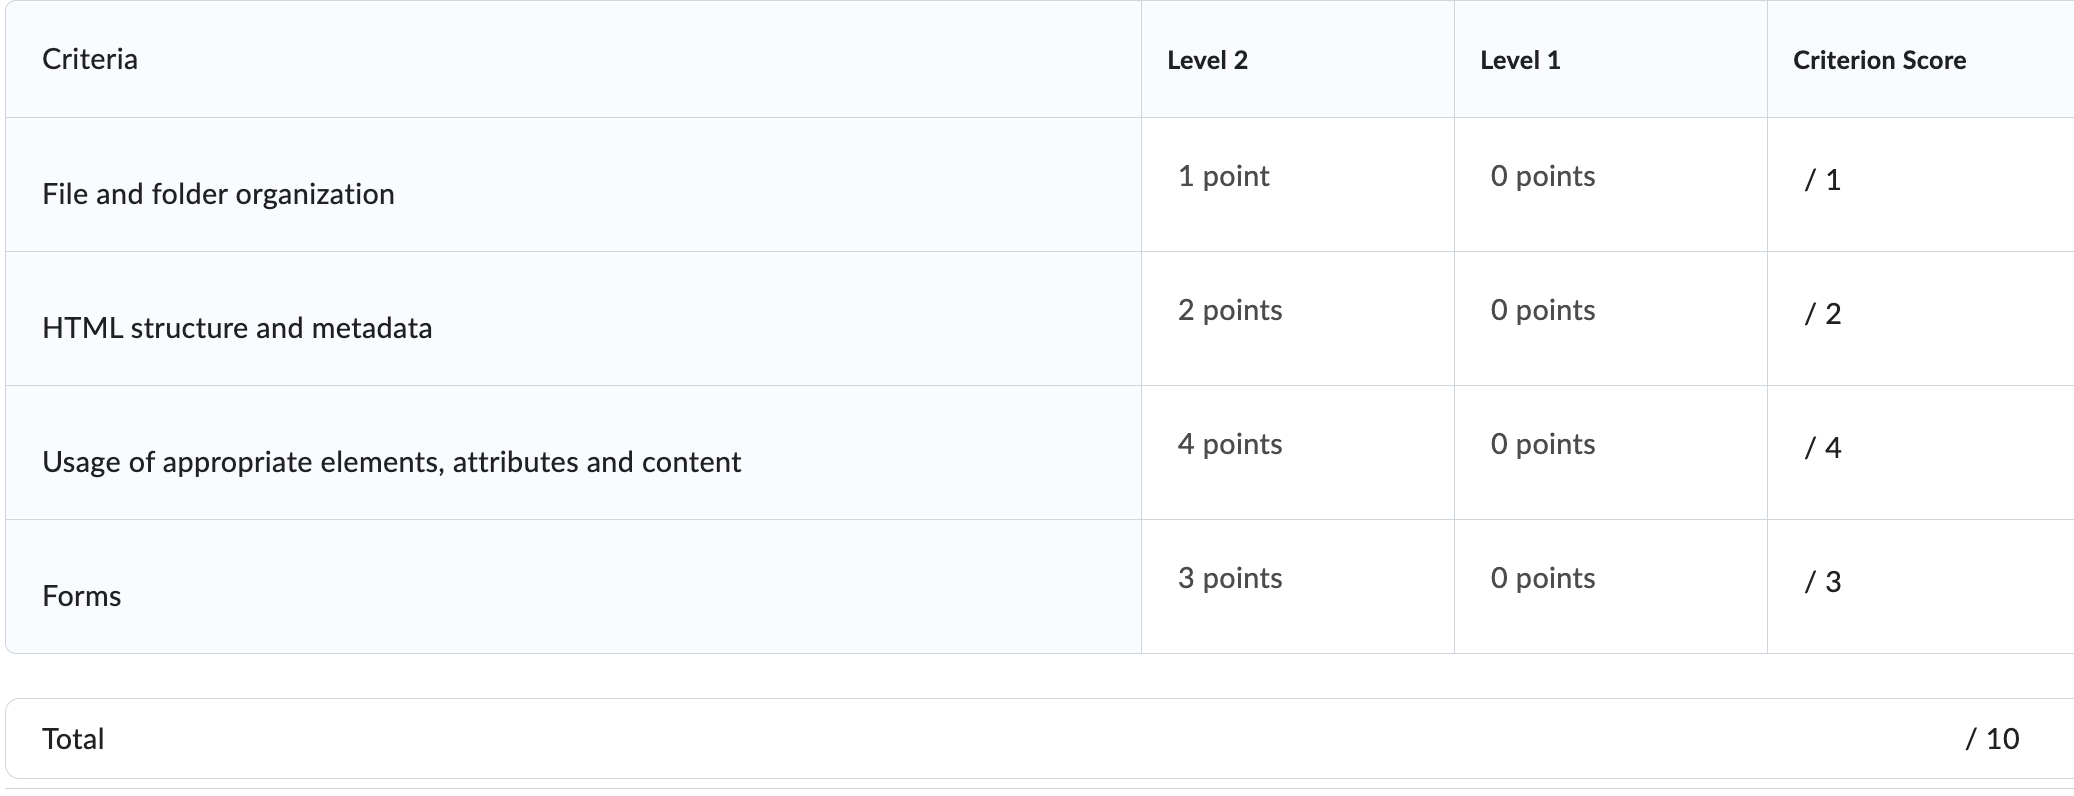 Criteria Level 2 Level 1 Criterion Score
File and folder organization 1 point 0 points / 1
HTML structure and metadata 2 points 0 points / 2
Usage of appropriate elements, attributes and content 4 points 0 points / 4
Forms 3 points 0 points / 3
Total / 10